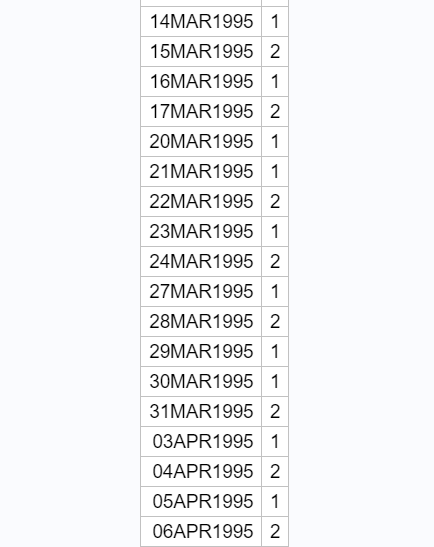 14MAR1995 1
15MAR1995 2
16MAR1995 1
17MAR1995 2
20MAR1995 1
21MAR1995 1
22MAR1995 2
23MAR1995 1
24MAR1995 2
27MAR1995 1
28MAR1995 2
29MAR1995 1
30MAR1995 1
31MAR1995 2
03APR1995 1
04APR1995 2
05APR1995 1
06APR1995 2